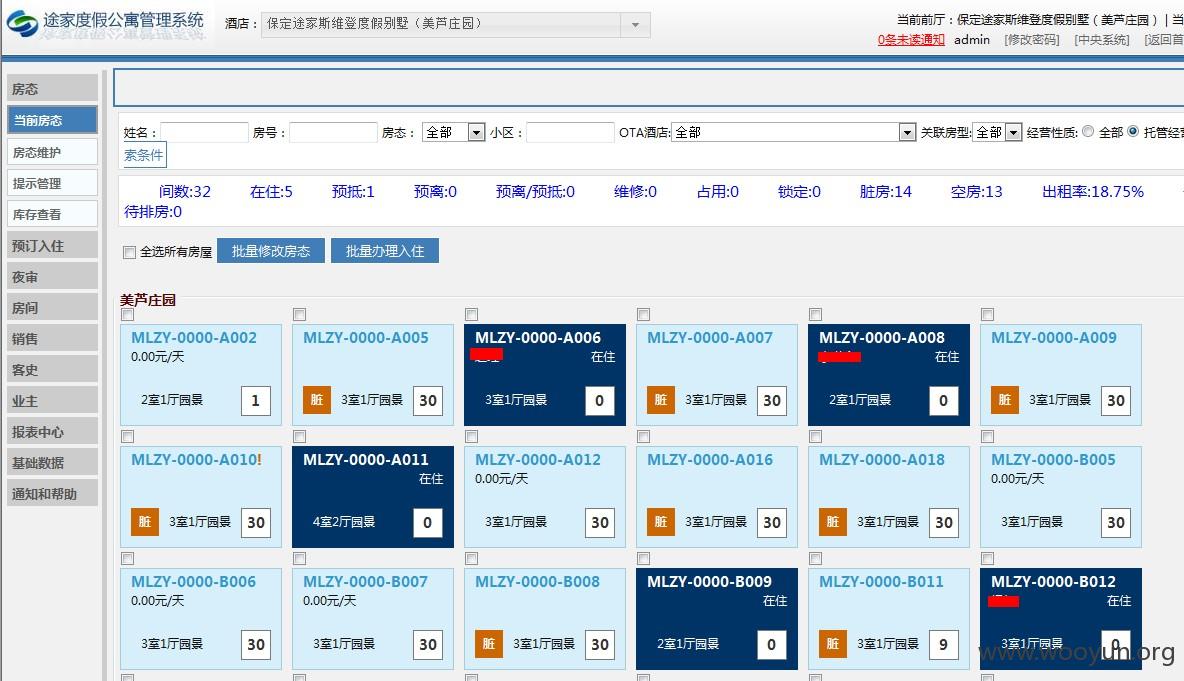 途家度假公寓管理系统 酒店： 保定途家斯维登度假别墅（美芦庄园） 当前前厅：保定途家斯维登度假别墅（美芦庄园） | 当
0条未读通知 admin [修改密码] [中央系统] [返回首
房态
当前房态
房态维护
提示管理
库存查看
预订入住
夜审
房间
销售
客史
业主
报表中心
基础数据
通知和帮助
姓名： 房号： 房态： 全部 小区： OTA酒店: 全部 关联房型: 全部 经营性质: 全部 托管经营
索条件
间数:32 在住:5 预抵:1 预离:0 预离/预抵:0 维修:0 占用:0 锁定:0 脏房:14 空房:13 出租率:18.75%
待排房:0
全选所有房屋 批量修改房态 批量办理入住
美芦庄园
MLZY-0000-A002 MLZY-0000-A005 MLZY-0000-A006 MLZY-0000-A007 MLZY-0000-A008 MLZY-0000-A009
0.00元/天 在住 在住
2室1厅园景 1 脏 3室1厅园景 30 3室1厅园景 0 脏 3室1厅园景 30 2室1厅园景 0 脏 3室1厅园景 30
MLZY-0000-A010! MLZY-0000-A011 MLZY-0000-A012 MLZY-0000-A016 MLZY-0000-A018 MLZY-0000-B005
在住 0.00元/天 0.00元/天
脏 3室1厅园景 30 4室2厅园景 0 3室1厅园景 30 脏 3室1厅园景 30 脏 3室1厅园景 30 3室1厅园景 30
MLZY-0000-B006 MLZY-0000-B007 MLZY-0000-B008 MLZY-0000-B009 MLZY-0000-B011 MLZY-0000-B012
0.00元/天 0.00元/天 在住 在住
3室1厅园景 30 3室1厅园景 30 脏 3室1厅园景 30 2室1厅园景 0 脏 3室1厅园景 9 3室1厅园景 0
www.wooyun.org